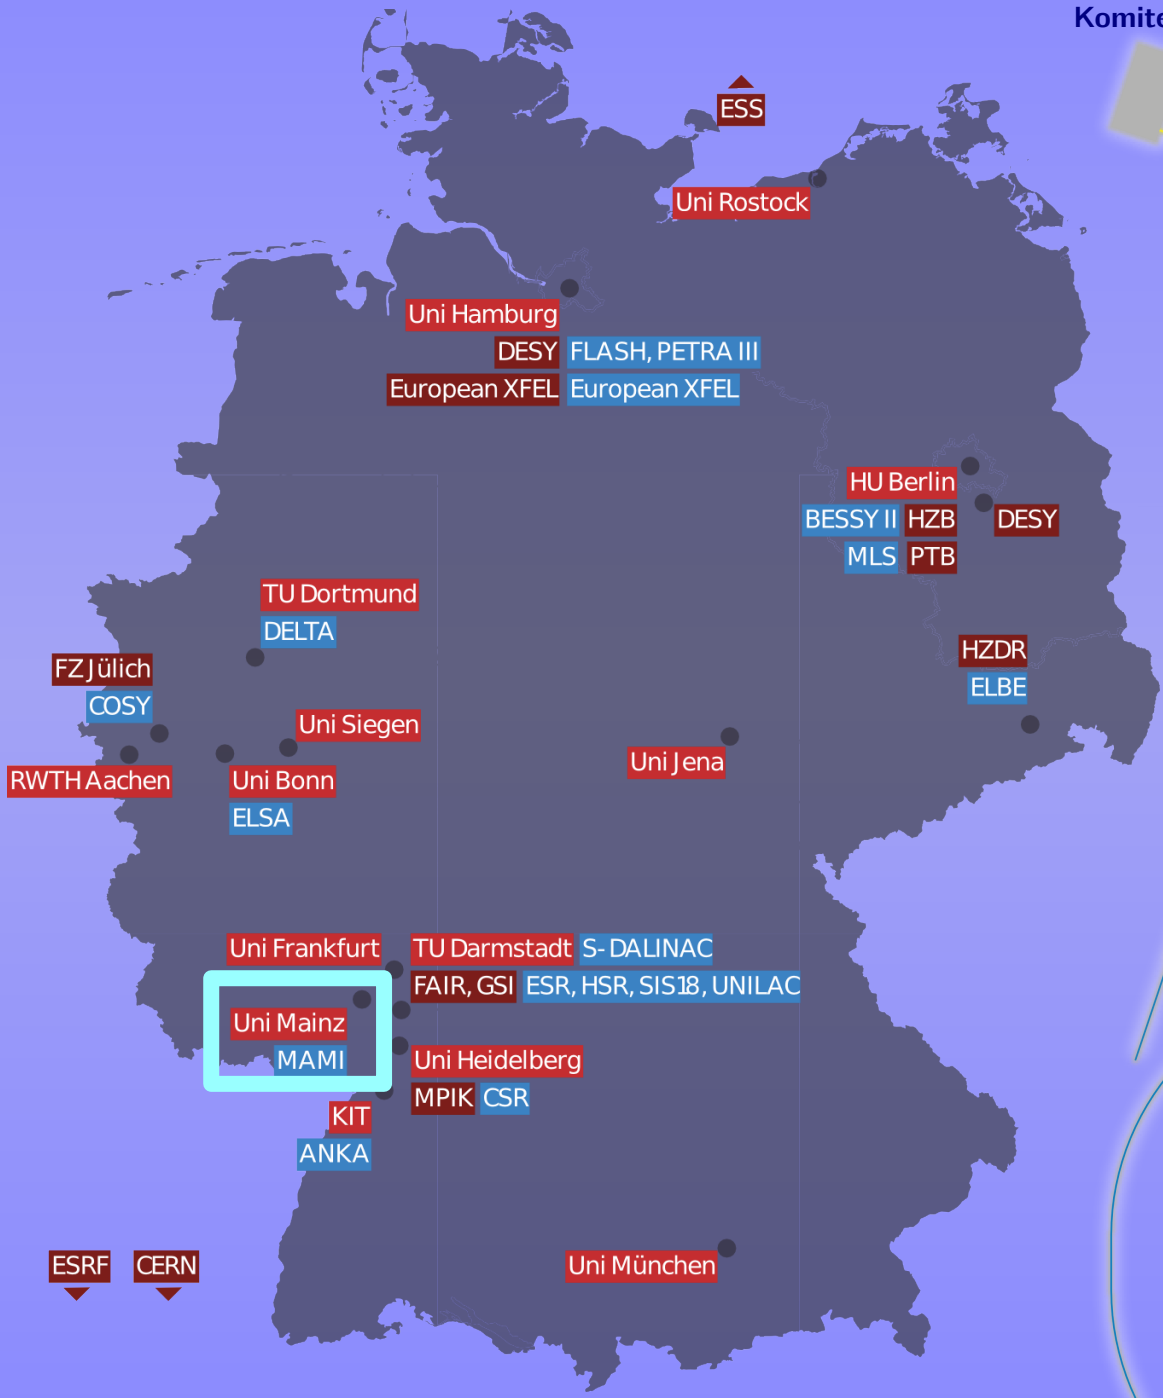 Komite
ESS
Uni Rostock
Uni Hamburg
DESY FLASH, PETRA III
European XFEL European XFEL
HU Berlin
BESSY II HZB DESY
MLS PTB
TU Dortmund
DELTA
HZDR
ELBE
FZ Jülich
COSY
Uni Siegen
Uni Jena
RWTH Aachen Uni Bonn
ELSA
Uni Frankfurt TU Darmstadt S-DALINAC
FAIR, GSI ESR, HSR, SIS18, UNILAC
Uni Mainz
MAMI Uni Heidelberg
MPIK CSR
KIT
ANKA
ESRF CERN Uni München